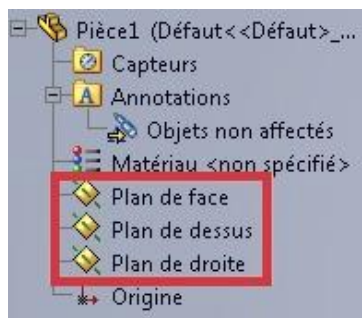 Pièce1 (Défaut<<Défaut>_...
Capteurs
Annotations
Objets non affectés
Matériau <non spécifié>
Plan de face
Plan de dessus
Plan de droite
Origine